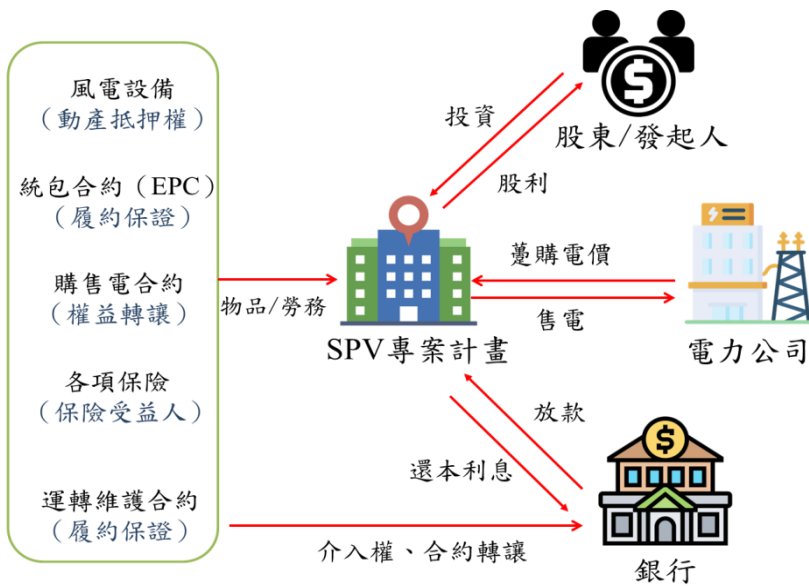 風電設備
（動產抵押權）
統包合約（EPC）
（履約保證）
購售電合約
（權益轉讓）
各項保險
（保險受益人）
運轉維護合約
（履約保證）
物品/勞務
投資
股利
股東/發起人
SPV專案計畫
躉購電價
售電
電力公司
放款
還本利息
介入權、合約轉讓
銀行